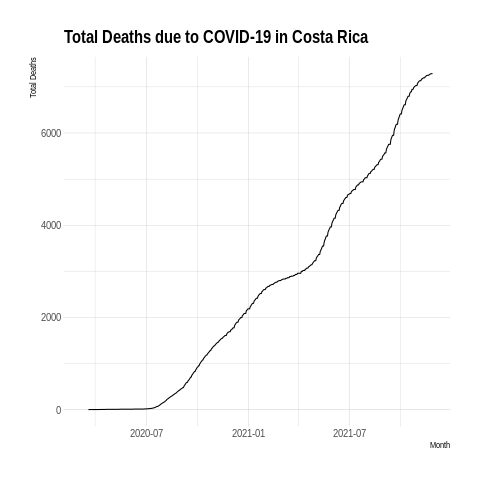 Total Deaths due to COVID-19 in Costa Rica
Total Deaths
6000
4000
2000
0
2020-07 2021-01 2021-07
Month